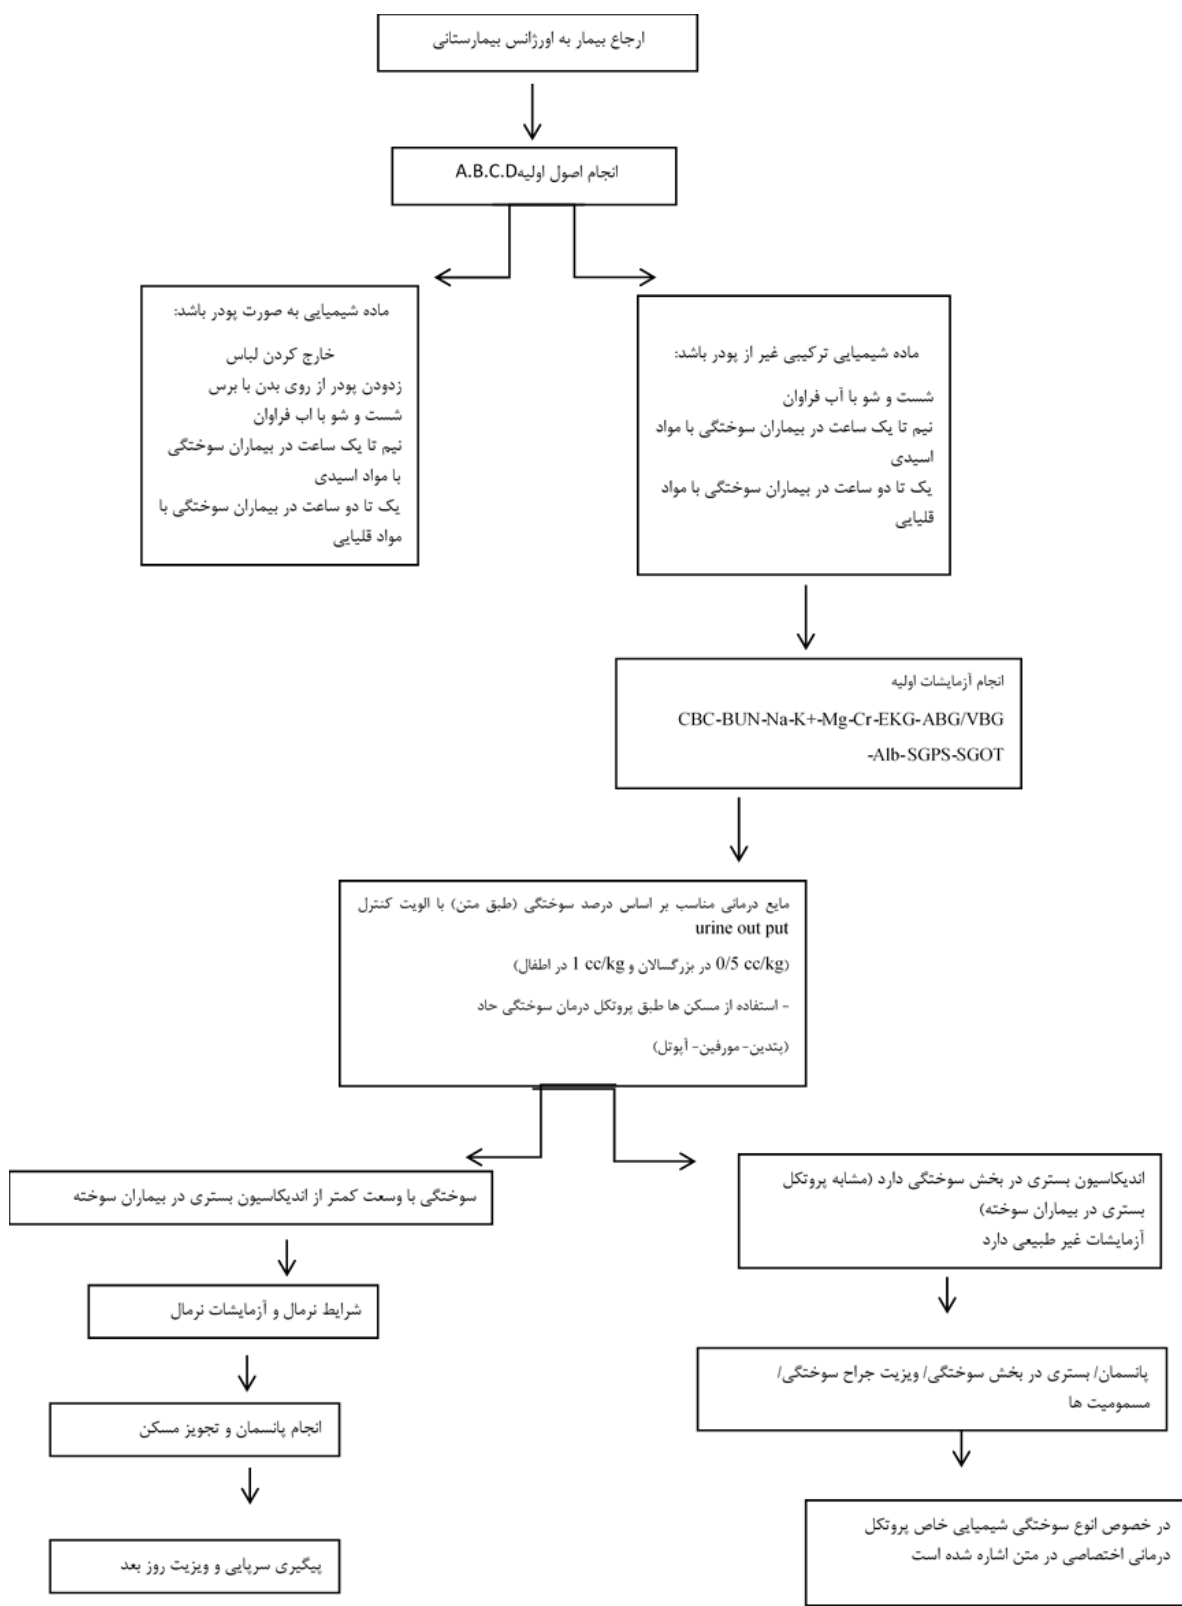 ارجاع بیمار به اورژانس بیمارستانی
انجام اصول اولیهA.B.C.D
ماده شیمیایی به صورت پودر باشد:
خارج کردن لباس
زدودن پودر از روی بدن با برس
شست و شو با اب فراوان
نیم تا یک ساعت در بیماران سوختگی
با مواد اسیدی
یک تا دو ساعت در بیماران سوختگی با
مواد قلیایی
ماده شیمیایی ترکیبی غیر از پودر باشد:
شست و شو با آب فراوان
نیم تا یک ساعت در بیماران سوختگی با مواد
اسیدی
یک تا دو ساعت در بیماران سوختگی با مواد
قلیایی
انجام آزمایشات اولیه
CBC-BUN-Na-K+-Mg-Cr-EKG-ABG/VBG
-Alb-SGPS-SGOT
مایع درمانی مناسب بر اساس درصد سوختگی (طبق متن) با الویت کنترل
urine out put
(0/5 cc/kg در بزرگسالان و 1 cc/kg در اطفال)
- استفاده از مسکن ها طبق پروتکل درمان سوختگی حاد
(پتدین- مورفین- آپوتل)
سوختگی با وسعت کمتر از اندیکاسیون بستری در بیماران سوخته
شرایط نرمال و آزمایشات نرمال
انجام پانسمان و تجویز مسکن
پیگیری سرپایی و ویزیت روز بعد
اندیکاسیون بستری در بخش سوختگی دارد (مشابه پروتکل
بستری در بیماران سوخته)
آزمایشات غیر طبیعی دارد
پانسمان/ بستری در بخش سوختگی/ ویزیت جراح سوختگی/
مسمومیت ها
در خصوص انوع سوختگی شیمیایی خاص پروتکل
درمانی اختصاصی در متن اشاره شده است